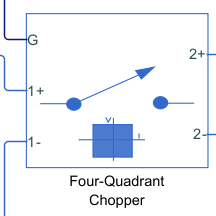 G
2+
1+
V
I
1-
2-
Four-Quadrant
Chopper